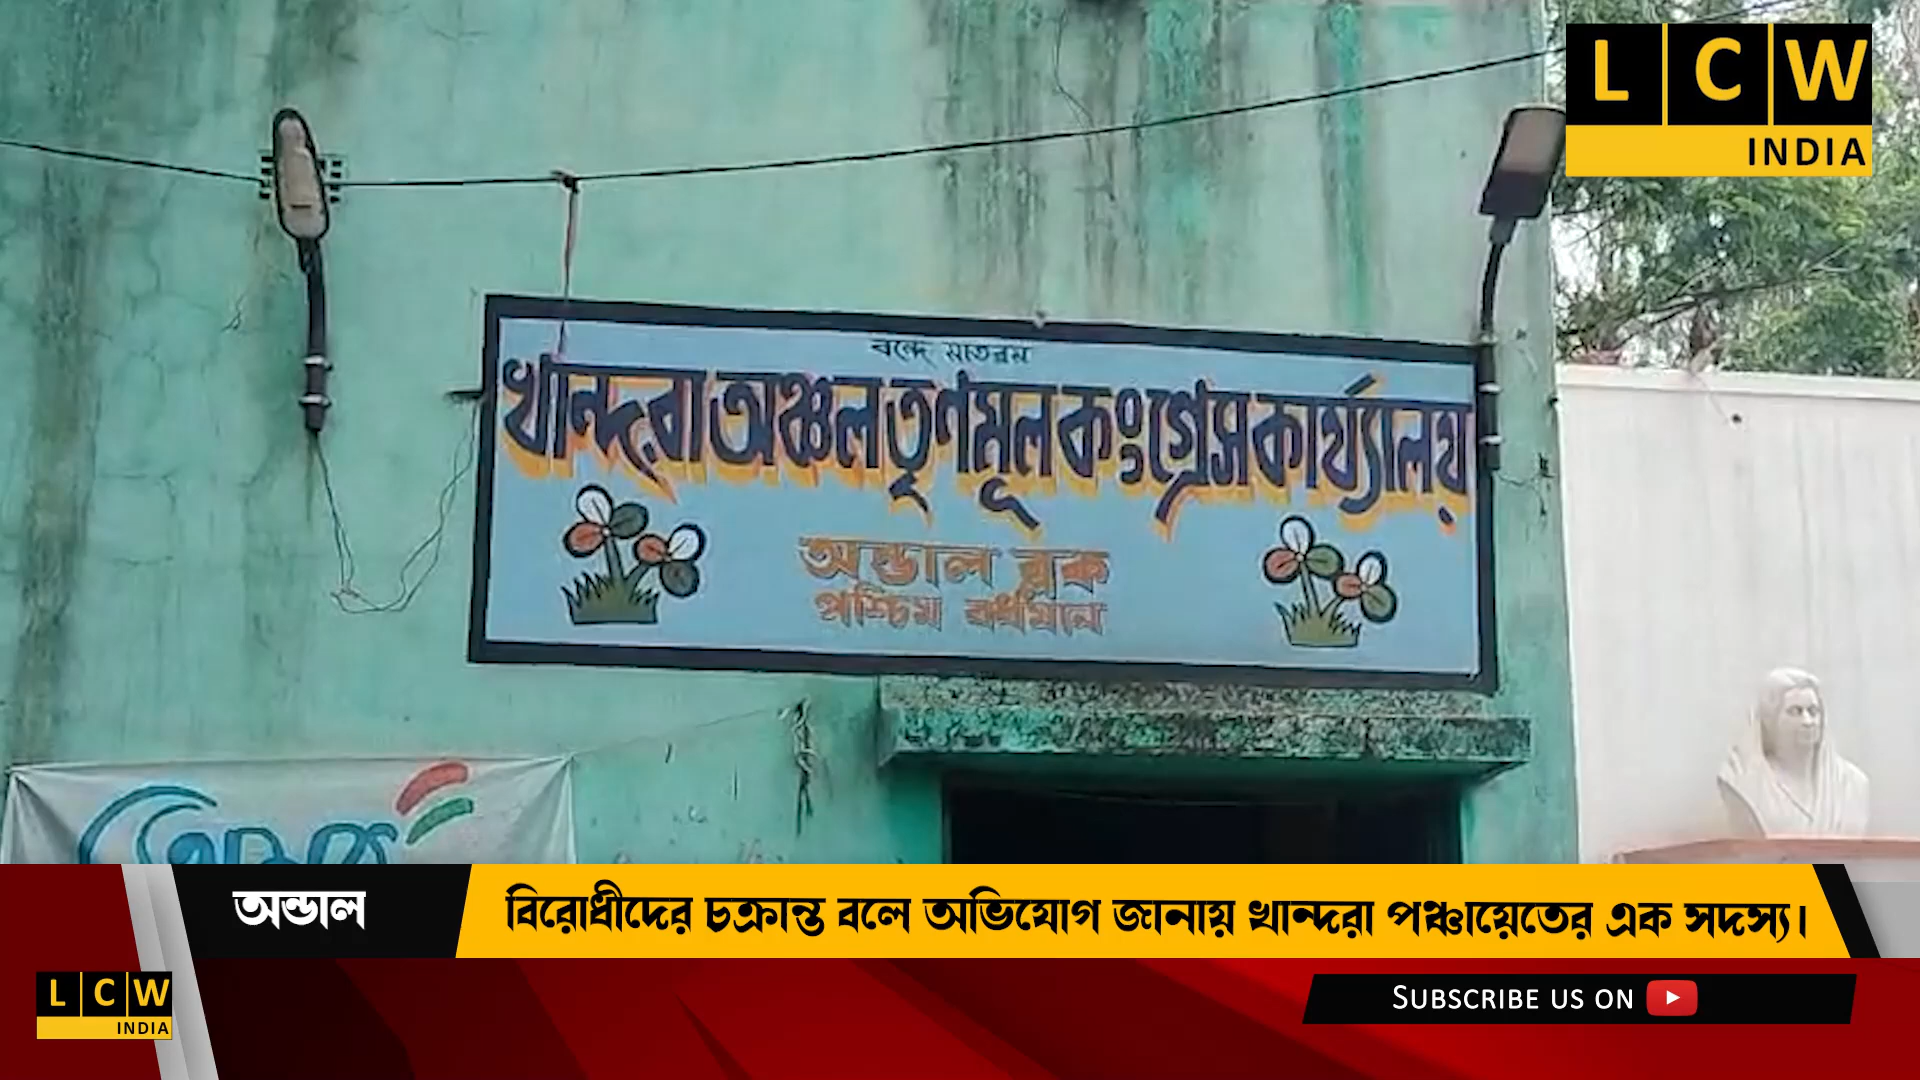 L C W
INDIA
বন্দে মাতরম
খান্দরা অঞ্চল তৃণমূল কংগ্রেস কার্য্যালয়
অন্ডাল ব্লক
পশ্চিম বর্ধমান
অন্ডাল
বিরোধীদের চক্রান্ত বলে অভিযোগ জানায় খান্দরা পঞ্চায়েতের এক সদস্য।
L C W
INDIA
SUBSCRIBE US ON